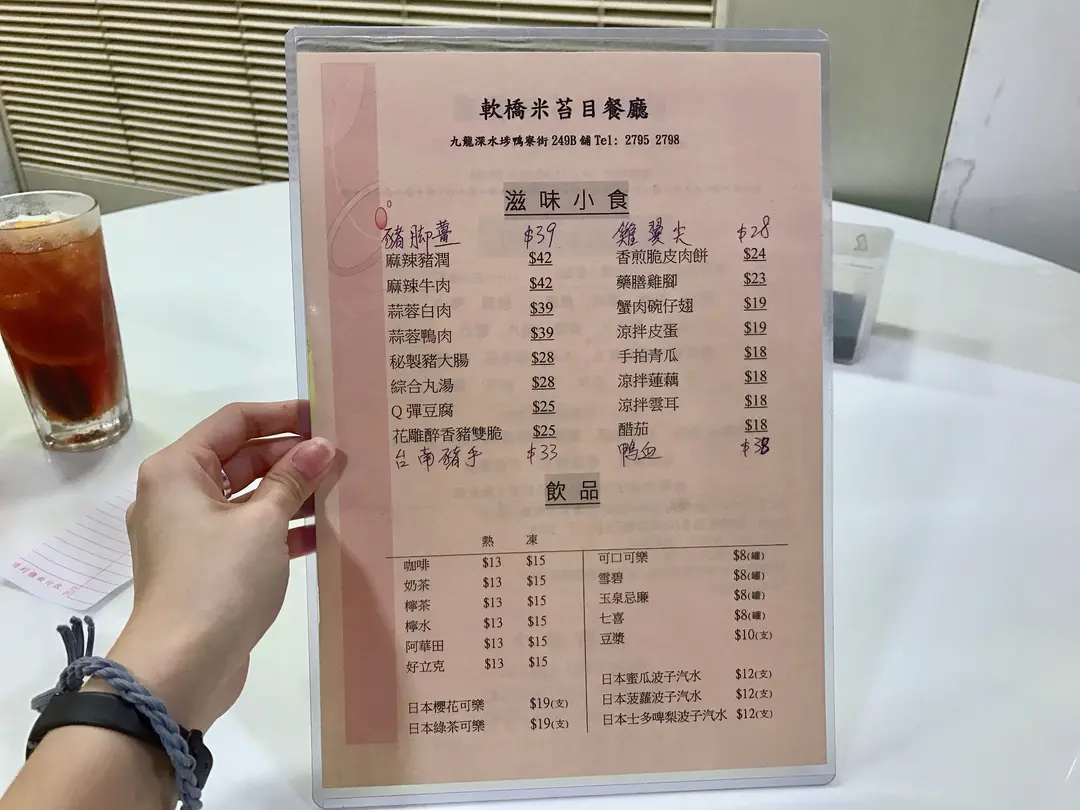 軟橋米苔目餐廳
九龍深水埗鴨寮街 249B 舖 Tel: 2795 2798
滋味小食
豬腳薑 $39 雞翼尖 $28
麻辣豬潤 $42 香煎脆皮肉餅 $24
麻辣牛肉 $42 藥膳雞腳 $23
蒜蓉白肉 $39 蟹肉碗仔翅 $19
蒜蓉鴨肉 $39 涼拌皮蛋 $19
秘製豬大腸 $28 手拍青瓜 $18
綜合丸湯 $28 涼拌蓮藕 $18
Q 彈豆腐 $25 涼拌雲耳 $18
花雕醉香豬雙脆 $25 醋茄 $18
台南豬手 $33 鴨血 $38
飲品
熱 凍
咖啡 $13 $15 可口可樂 $8(罐)
奶茶 $13 $15 雪碧 $8(罐)
檸茶 $13 $15 玉泉忌廉 $8(罐)
檸水 $13 $15 七喜 $8(罐)
阿華田 $13 $15 豆漿 $10(支)
好立克 $13 $15
日本蜜瓜波子汽水 $12(支)
日本櫻花可樂 $19(支) 日本菠蘿波子汽水 $12(支)
日本綠茶可樂 $19(支) 日本士多啤梨波子汽水 $12(支)